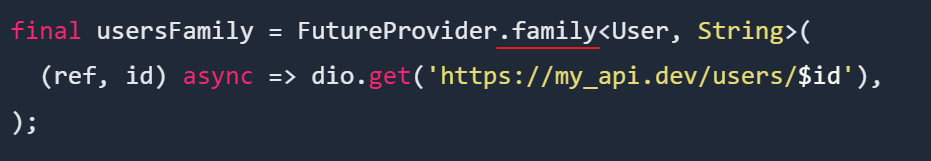 final usersFamily = FutureProvider.family<User, String>(
  (ref, id) async => dio.get('https://my_api.dev/users/$id'),
);